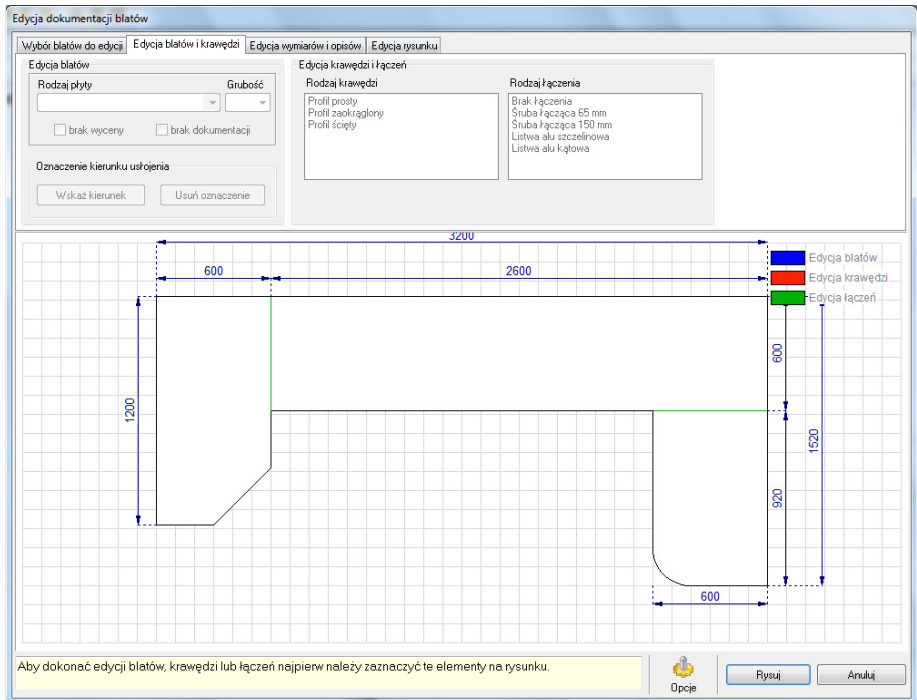 Edycja dokumentacji blatów
Wybór blatów do edycji Edycja blatów i krawędzi Edycja wymiarów i opisów Edycja rysunku
Edycja blatów
Rodzaj płyty Grubość
brak wyceny brak dokumentacji
Oznaczenie kierunku usłojenia
Wskaż kierunek Usuń oznaczenie
Edycja krawędzi i łączeń
Rodzaj krawędzi
Profil prosty
Profil zaokrąglony
Profil ścięty
Rodzaj łączenia
Brak łączenia
Śruba łącząca 65 mm
Śruba łącząca 150 mm
Listwa alu szczelinowa
Listwa alu kątowa
3200
600 2600
Edycja blatów
Edycja krawędzi
Edycja łączeń
600
1200
1520
920
600
Aby dokonać edycji blatów, krawędzi lub łączeń najpierw należy zaznaczyć te elementy na rysunku.
Opcje
Rysuj
Anuluj